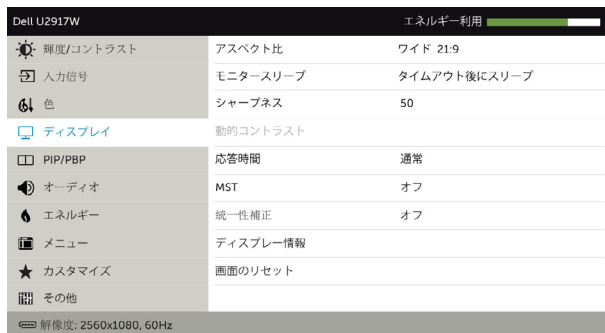 Dell U2917W エネルギー利用
輝度/コントラスト アスペクト比 ワイド 21:9
入力信号 モニタースリープ タイムアウト後にスリープ
色 シャープネス 50
ディスプレイ 動的コントラスト
PIP/PBP 応答時間 通常
オーディオ MST オフ
エネルギー 統一性補正 オフ
メニュー ディスプレー情報
カスタマイズ 画面のリセット
その他
解像度: 2560x1080, 60Hz